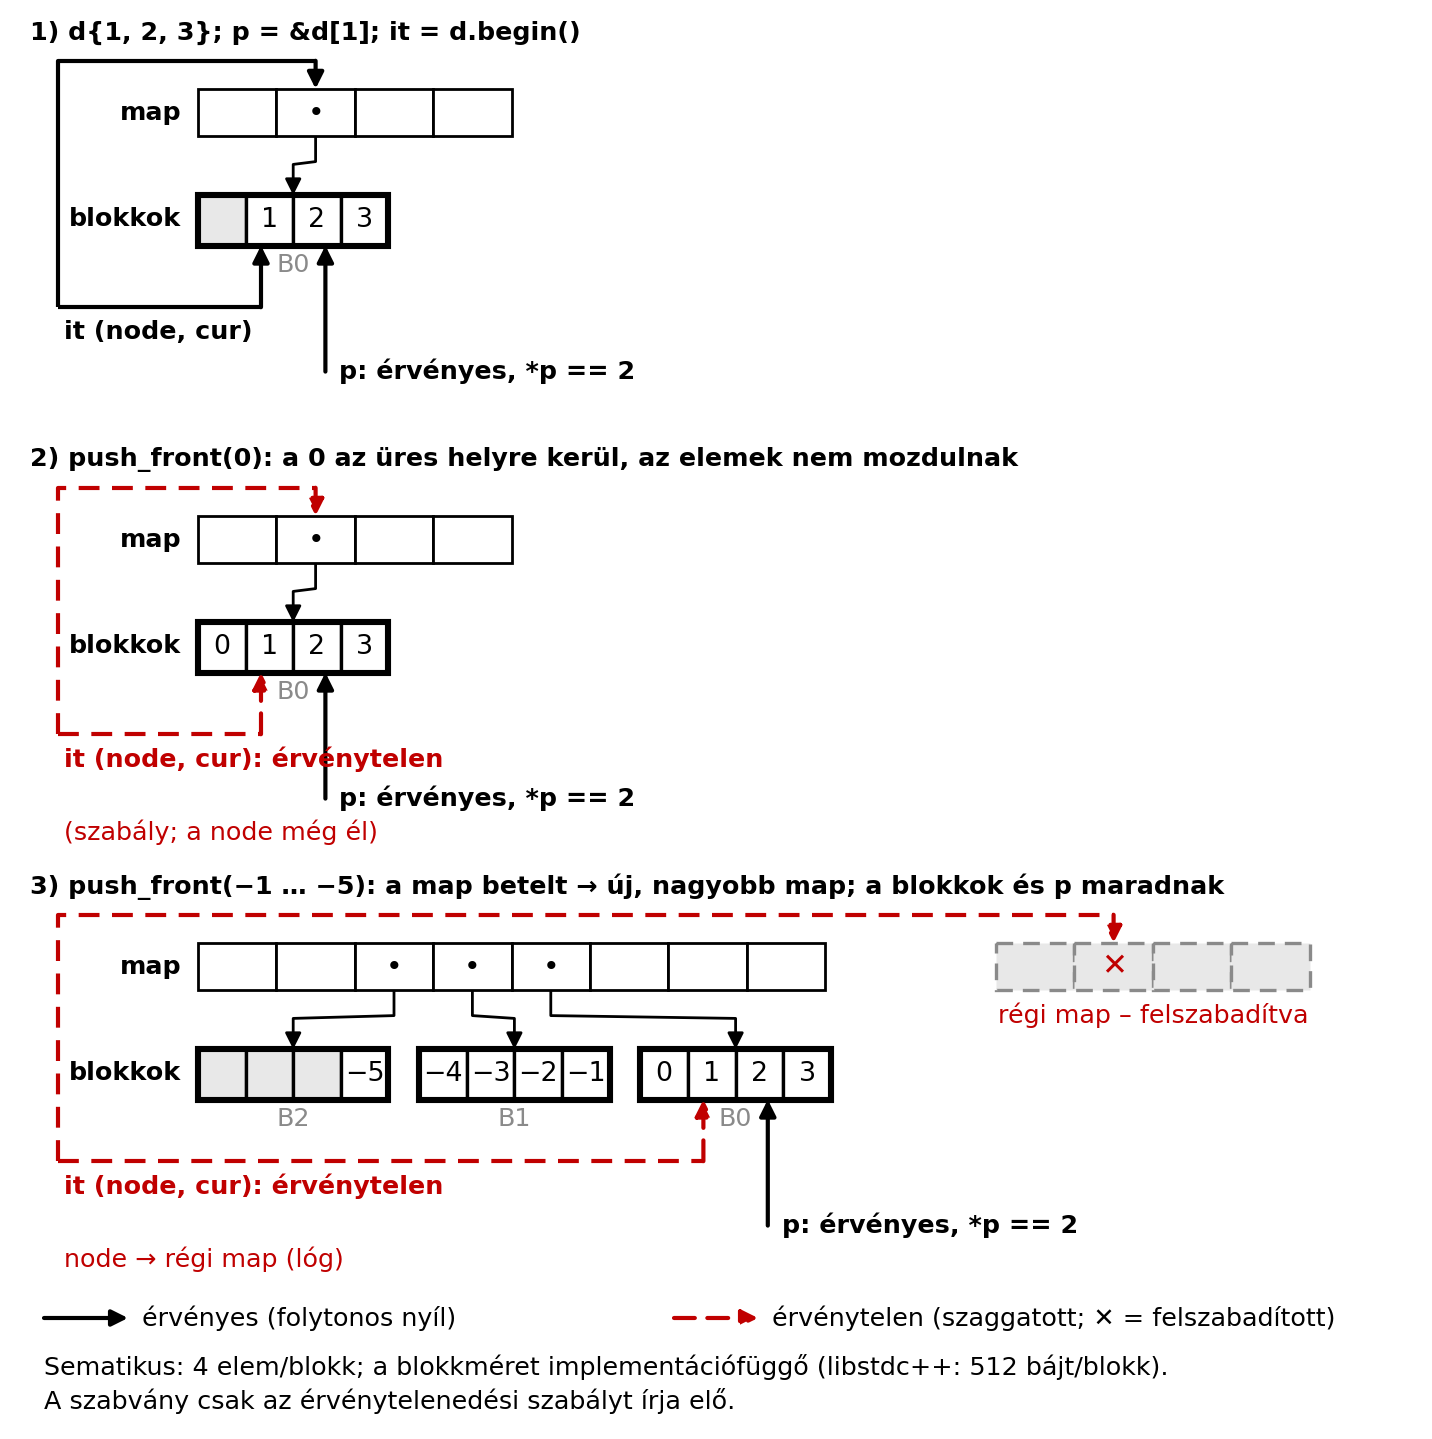 1) d{1, 2, 3}; p = &d[1]; it = d.begin()
map
•
blokkok
1 2 3
B0
it (node, cur)
p: érvényes, *p == 2
2) push_front(0): a 0 az üres helyre kerül, az elemek nem mozdulnak
map
•
blokkok
0 1 2 3
B0
it (node, cur): érvénytelen
p: érvényes, *p == 2
(szabály; a node még él)
3) push_front(−1 … −5): a map betelt → új, nagyobb map; a blokkok és p maradnak
map
• • •
✕
régi map – felszabadítva
blokkok
−5 −4 −3 −2 −1 0 1 2 3
B2 B1 B0
it (node, cur): érvénytelen
p: érvényes, *p == 2
node → régi map (lóg)
érvényes (folytonos nyíl)
érvénytelen (szaggatott; ✕ = felszabadított)
Sematikus: 4 elem/blokk; a blokkméret implementációfüggő (libstdc++: 512 bájt/blokk).
A szabvány csak az érvénytelenedési szabályt írja elő.